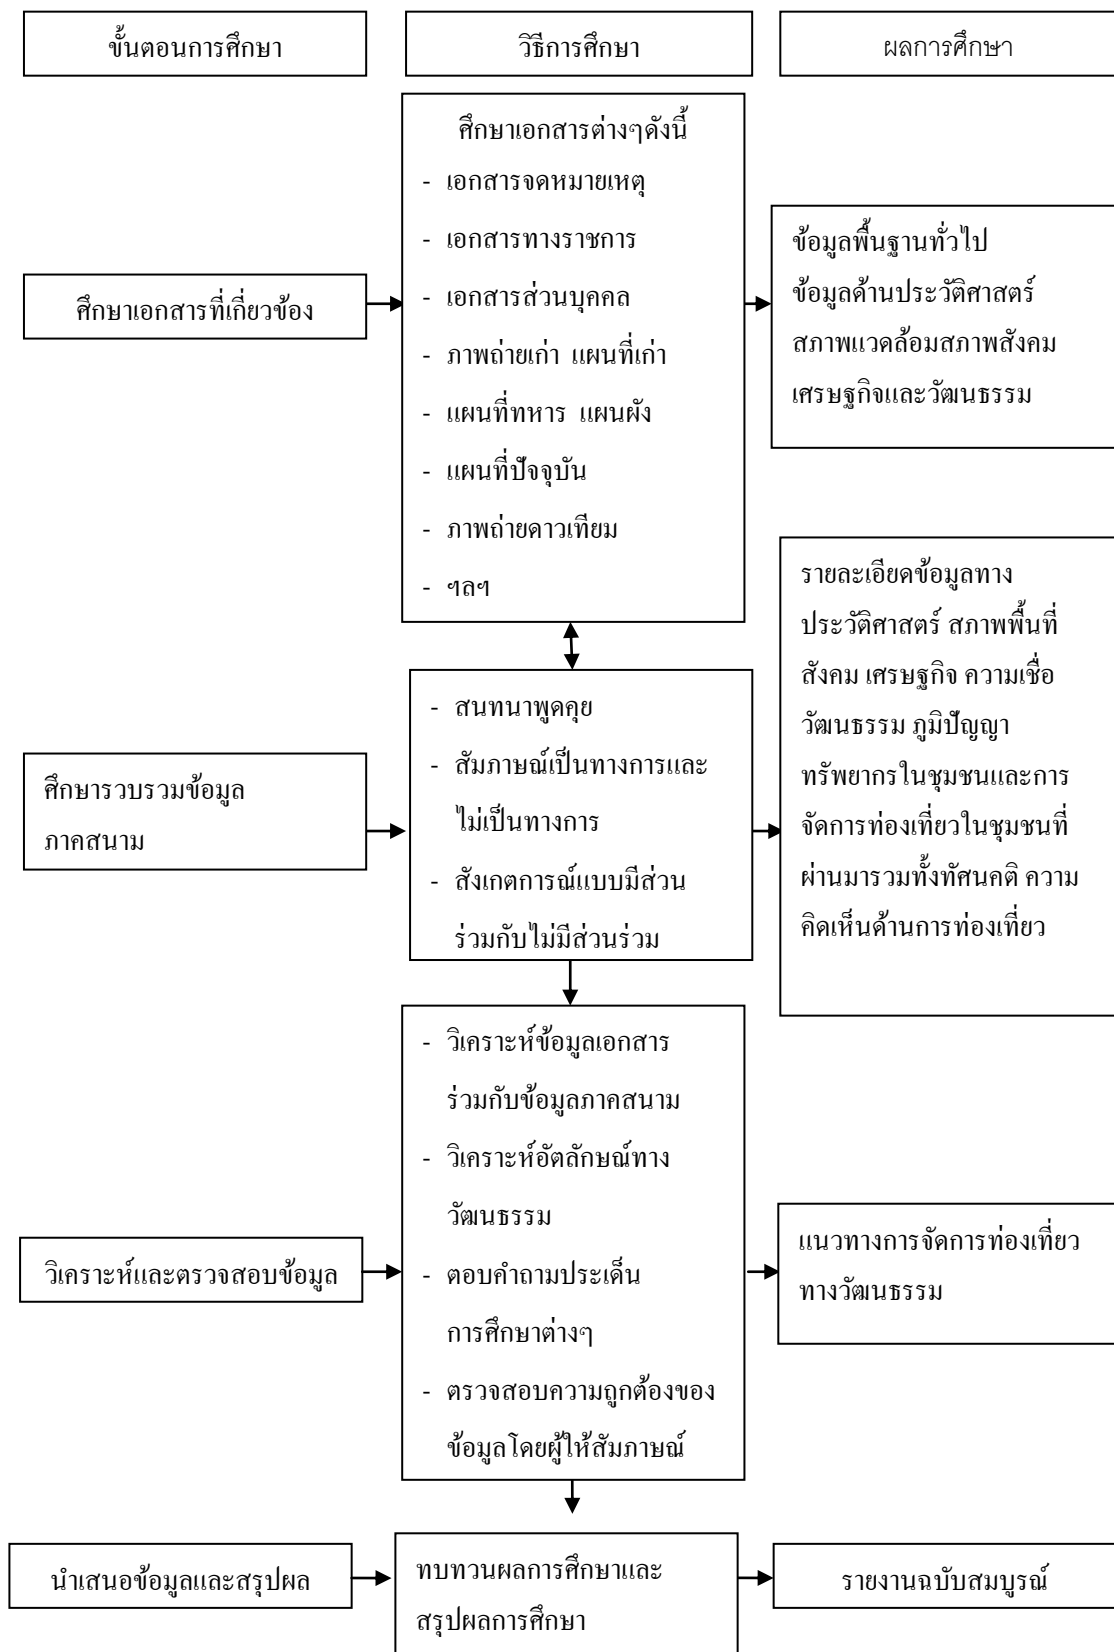 ขั้นตอนการศึกษา
วิธีการศึกษา
ผลการศึกษา
ศึกษาเอกสารที่เกี่ยวข้อง
ศึกษาเอกสารต่างๆดังนี้
- เอกสารจดหมายเหตุ
- เอกสารทางราชการ
- เอกสารส่วนบุคคล
- ภาพถ่ายเก่า แผนที่เก่า
- แผนที่ทหาร แผนผัง
- แผนที่ปัจจุบัน
- ภาพถ่ายดาวเทียม
- ฯลฯ
ข้อมูลพื้นฐานทั่วไป
ข้อมูลด้านประวัติศาสตร์
สภาพแวดล้อมสภาพสังคม
เศรษฐกิจและวัฒนธรรม
ศึกษารวบรวมข้อมูล
ภาคสนาม
- สนทนาพูดคุย
- สัมภาษณ์เป็นทางการและ
ไม่เป็นทางการ
- สังเกตการณ์แบบมีส่วน
ร่วมกับไม่มีส่วนร่วม
รายละเอียดข้อมูลทาง
ประวัติศาสตร์ สภาพพื้นที่
สังคม เศรษฐกิจ ความเชื่อ
วัฒนธรรม ภูมิปัญญา
ทรัพยากรในชุมชนและการ
จัดการท่องเที่ยวในชุมชนที่
ผ่านมารวมทั้งทัศนคติ ความ
คิดเห็นด้านการท่องเที่ยว
วิเคราะห์และตรวจสอบข้อมูล
- วิเคราะห์ข้อมูลเอกสาร
ร่วมกับข้อมูลภาคสนาม
- วิเคราะห์อัตลักษณ์ทาง
วัฒนธรรม
- ตอบคำถามประเด็น
การศึกษาต่างๆ
- ตรวจสอบความถูกต้องของ
ข้อมูลโดยผู้ให้สัมภาษณ์
แนวทางการจัดการท่องเที่ยว
ทางวัฒนธรรม
นำเสนอข้อมูลและสรุปผล
ทบทวนผลการศึกษาและ
สรุปผลการศึกษา
รายงานฉบับสมบูรณ์